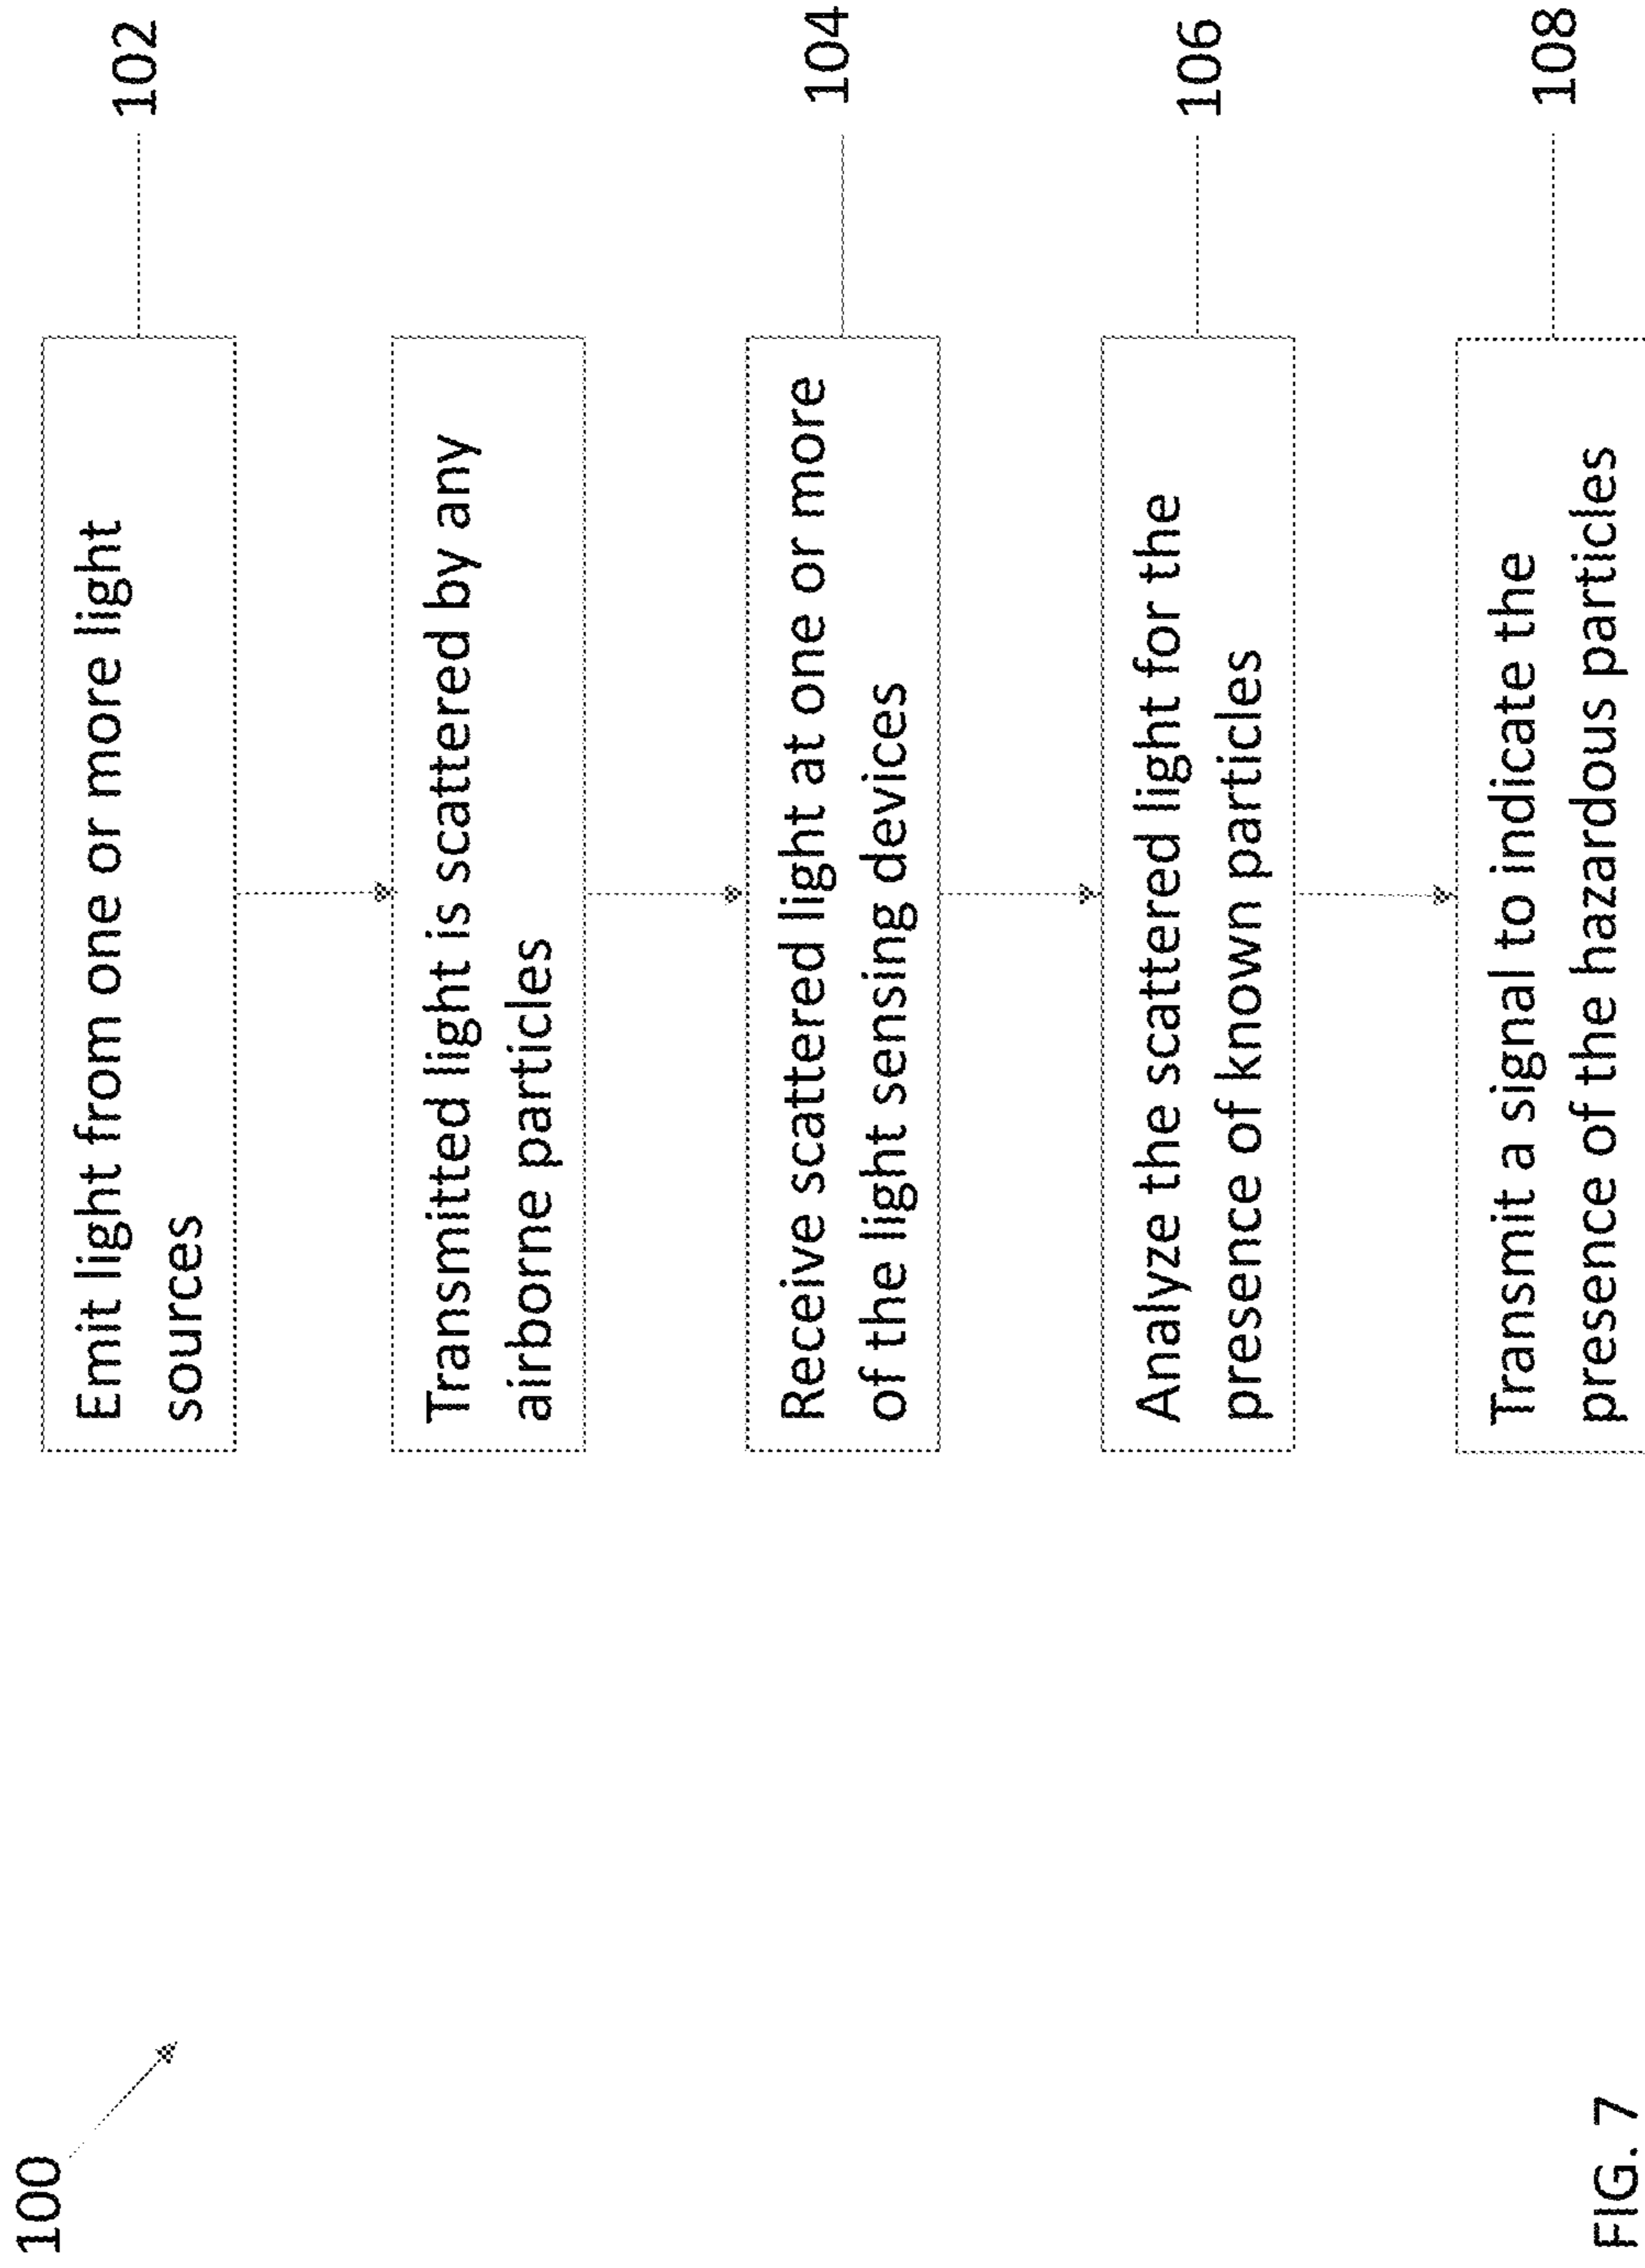 100
Emit light from one or more light
sources
102
Transmitted light is scattered by any
airborne particles
Receive scattered light at one or more
of the light sensing devices
104
Analyze the scattered light for the
presence of known particles
106
Transmit a signal to indicate the
presence of the hazardous particles
108
FIG. 7